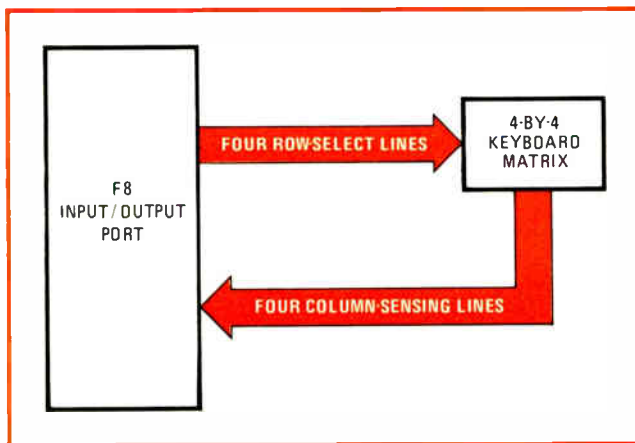 F8
INPUT/OUTPUT
PORT
FOUR ROW-SELECT LINES
4-BY-4
KEYBOARD
MATRIX
FOUR COLUMN-SENSING LINES